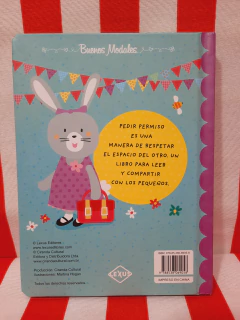 Buenos Modales
PEDIR PERMISO
ES UNA
MANERA DE RESPETAR
EL ESPACIO DEL OTRO. UN
LIBRO PARA LEER
Y COMPARTIR
CON LOS PEQUEÑOS.
LEXUS